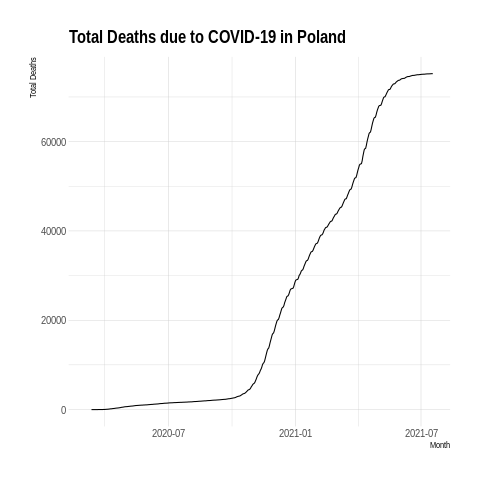 Total Deaths due to COVID-19 in Poland
Total Deaths
60000
40000
20000
0
2020-07
2021-01
2021-07
Month